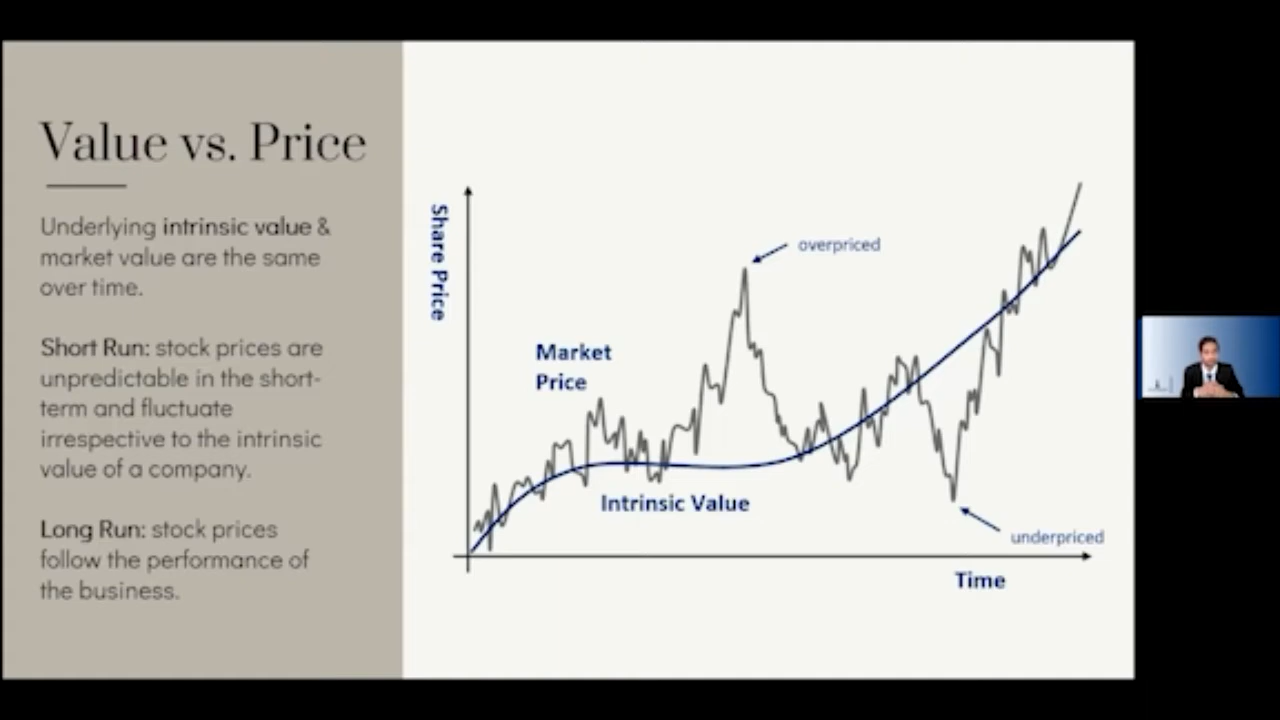 Value vs. Price
Underlying intrinsic value &
market value are the same
over time.
Short Run: stock prices are
unpredictable in the short-
term and fluctuate
irrespective to the intrinsic
value of a company.
Long Run: stock prices
follow the performance of
the business.
Share Price
Market
Price
overpriced
Intrinsic Value
underpriced
Time